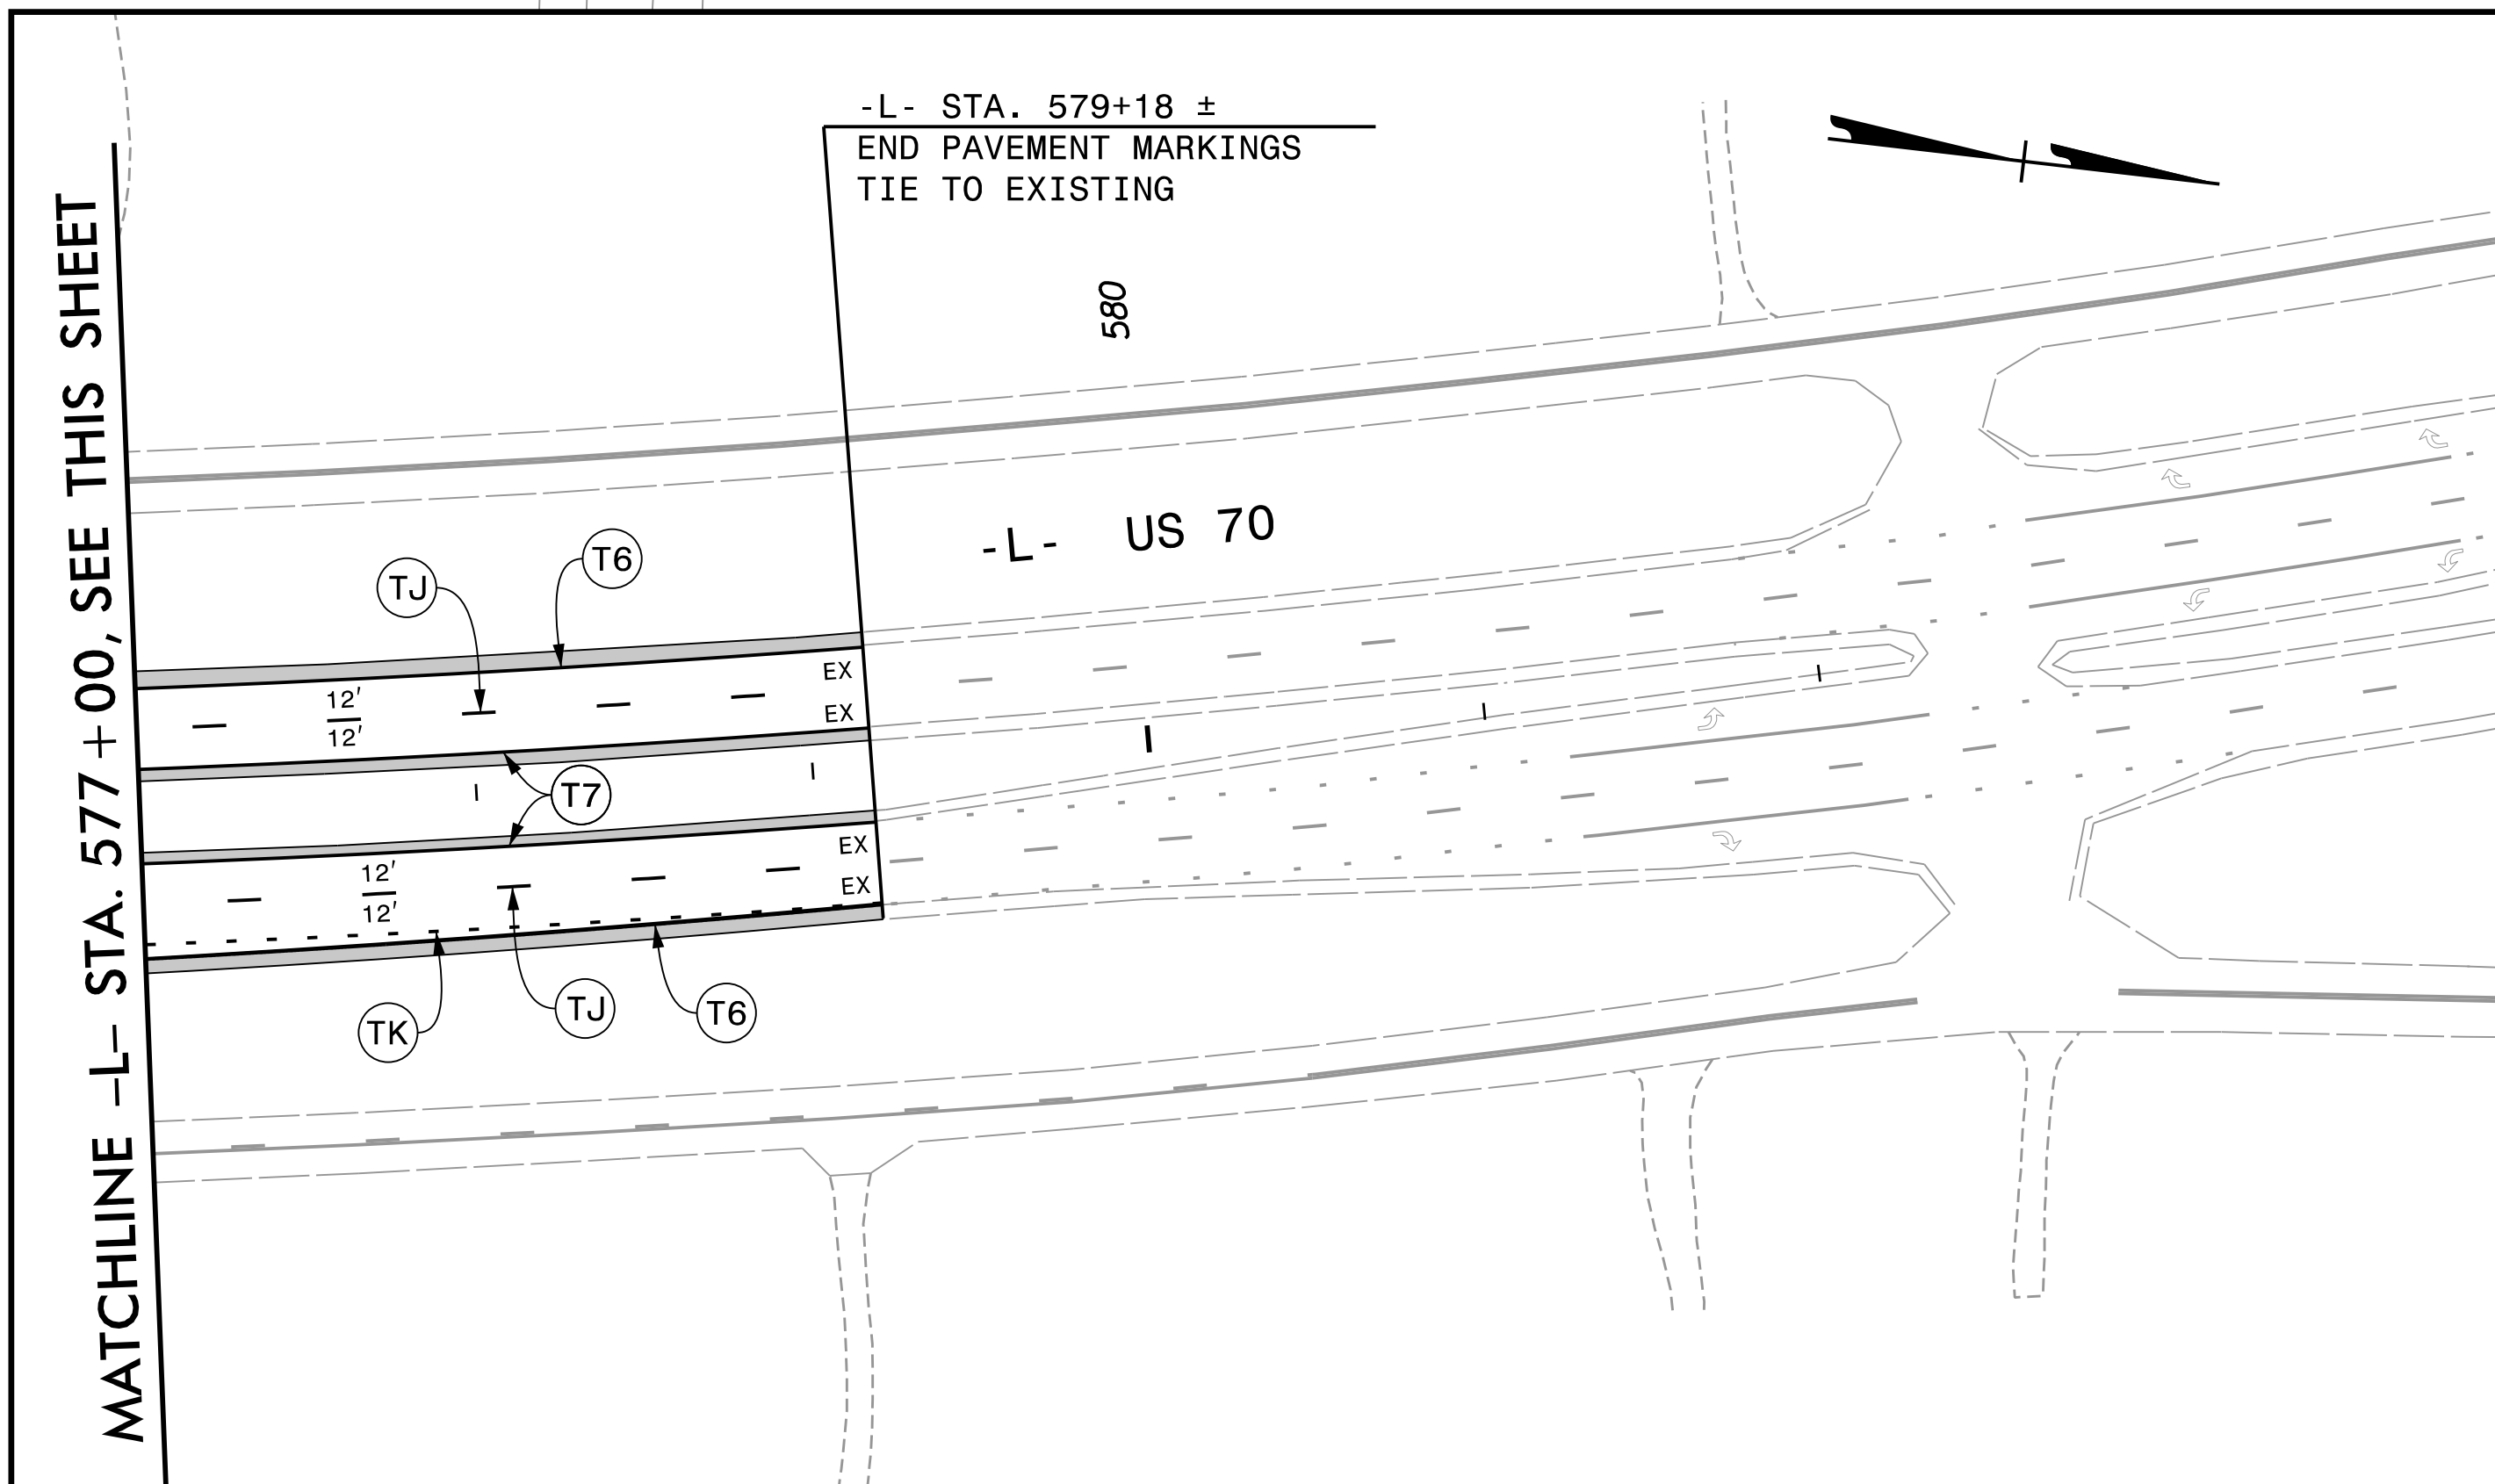 -L- STA. 579+18 ±
END PAVEMENT MARKINGS
TIE TO EXISTING
MATCHLINE -L- STA. 577+00, SEE THIS SHEET
580
-L- US 70
T6
TJ
EX
12'
12'
EX
T7
EX
12'
12'
EX
TK
TJ
T6